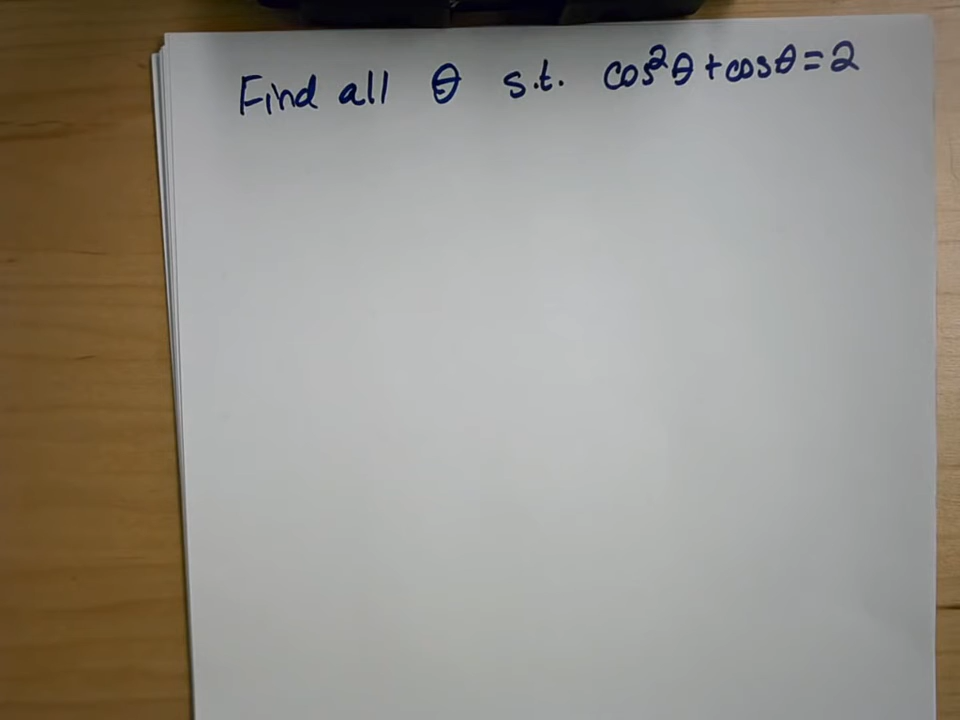 Find all θ s.t. cos²θ + cosθ = 2